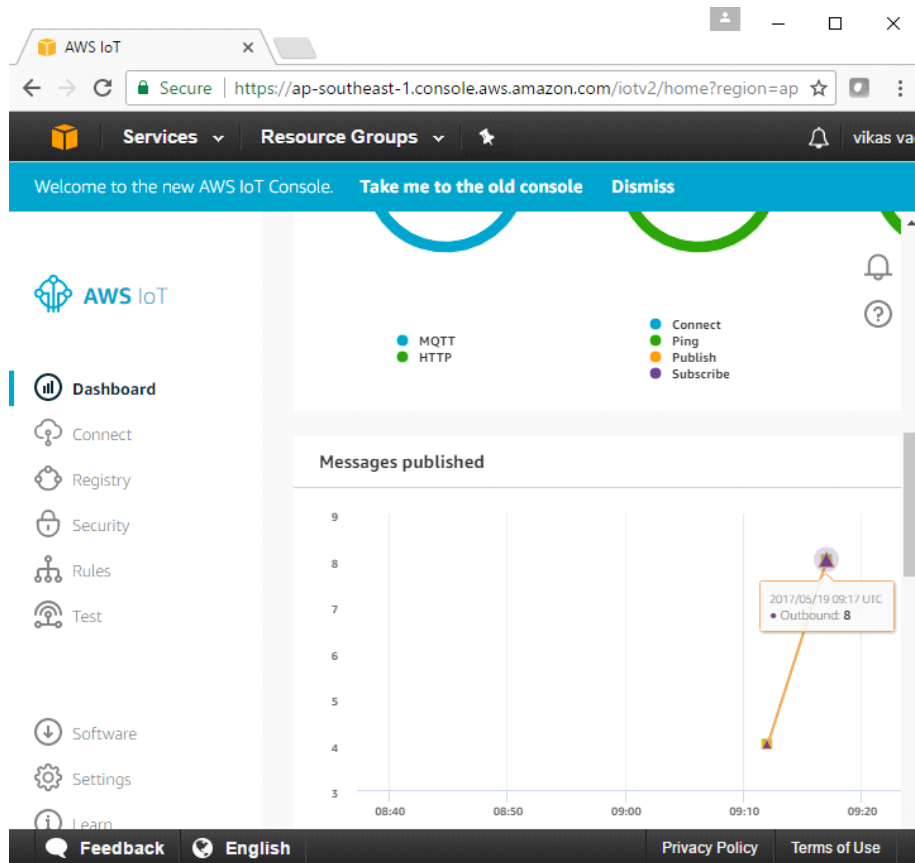 AWS IoT
Secure | https://ap-southeast-1.console.aws.amazon.com/iotv2/home?region=ap
Services Resource Groups vikas va
Welcome to the new AWS IoT Console. Take me to the old console Dismiss
AWS IoT
Dashboard
Connect
Registry
Security
Rules
Test
Software
Settings
Learn
MQTT
HTTP
Connect
Ping
Publish
Subscribe
Messages published
9
8
7
6
5
4
3
2017/05/19 09:17 UTC
Outbound: 8
08:40 08:50 09:00 09:10 09:20
Feedback English Privacy Policy Terms of Use